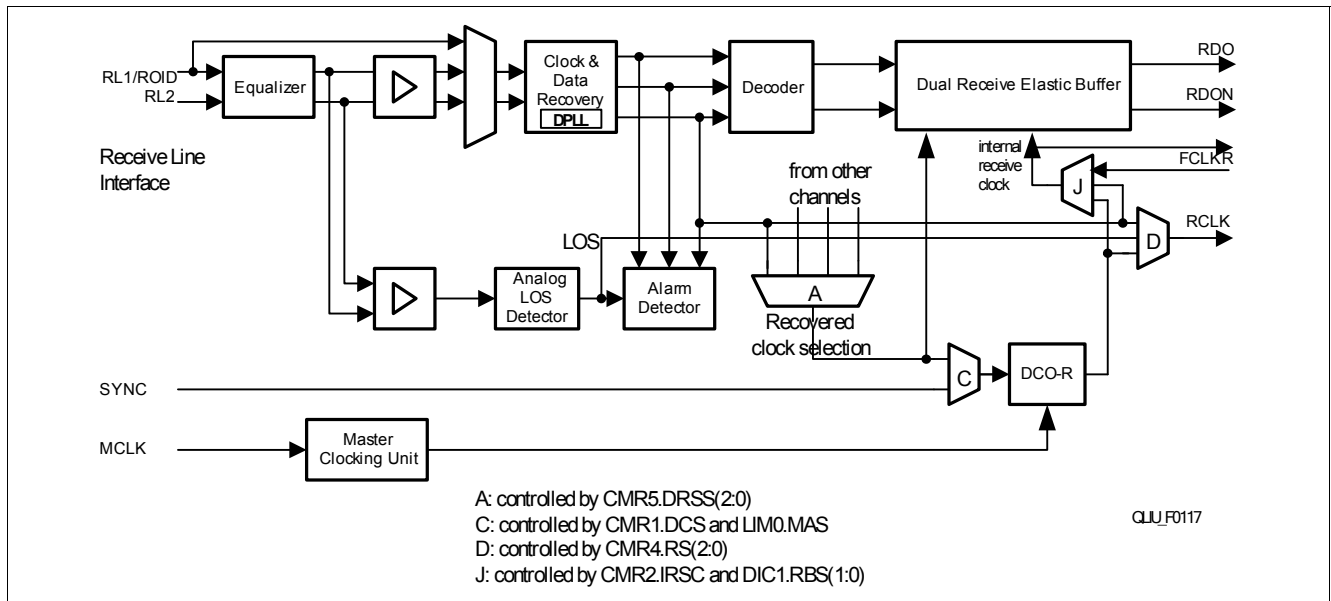 RL1/ROID
RL2
Equalizer
Clock &
Data
Recovery
DPLL
Decoder
Dual Receive Elastic Buffer
RDO
RDON
Receive Line
Interface
from other
channels
internal
receive
clock
FCLKR
J
RCLK
D
LOS
Analog
LOS
Detector
Alarm
Detector
A
Recovered
clock selection
C
DCO-R
SYNC
MCLK
Master
Clocking Unit
A: controlled by CMR5.DRSS(2:0)
C: controlled by CMR1.DCS and LIM0.MAS
D: controlled by CMR4.RS(2:0)
J: controlled by CMR2.IRSC and DIC1.RBS(1:0)
QLIU_F0117